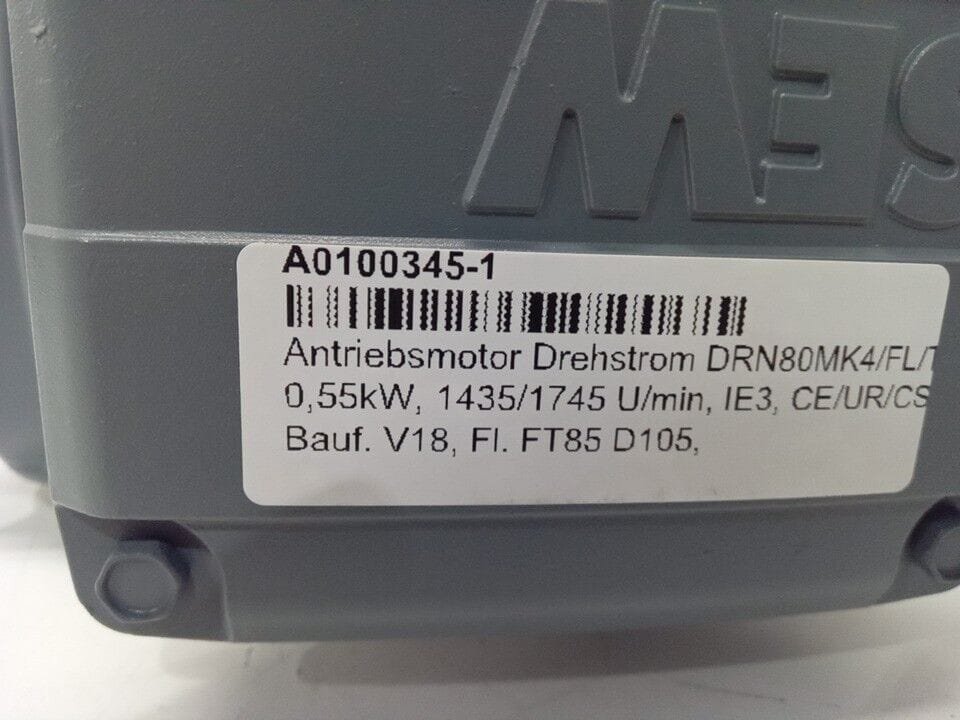 SEW
A0100345-1
Antriebsmotor Drehstrom DRN80MK4/FL/T
0,55kW, 1435/1745 U/min, IE3, CE/UR/CS
Bauf. V18, Fl. FT85 D105,